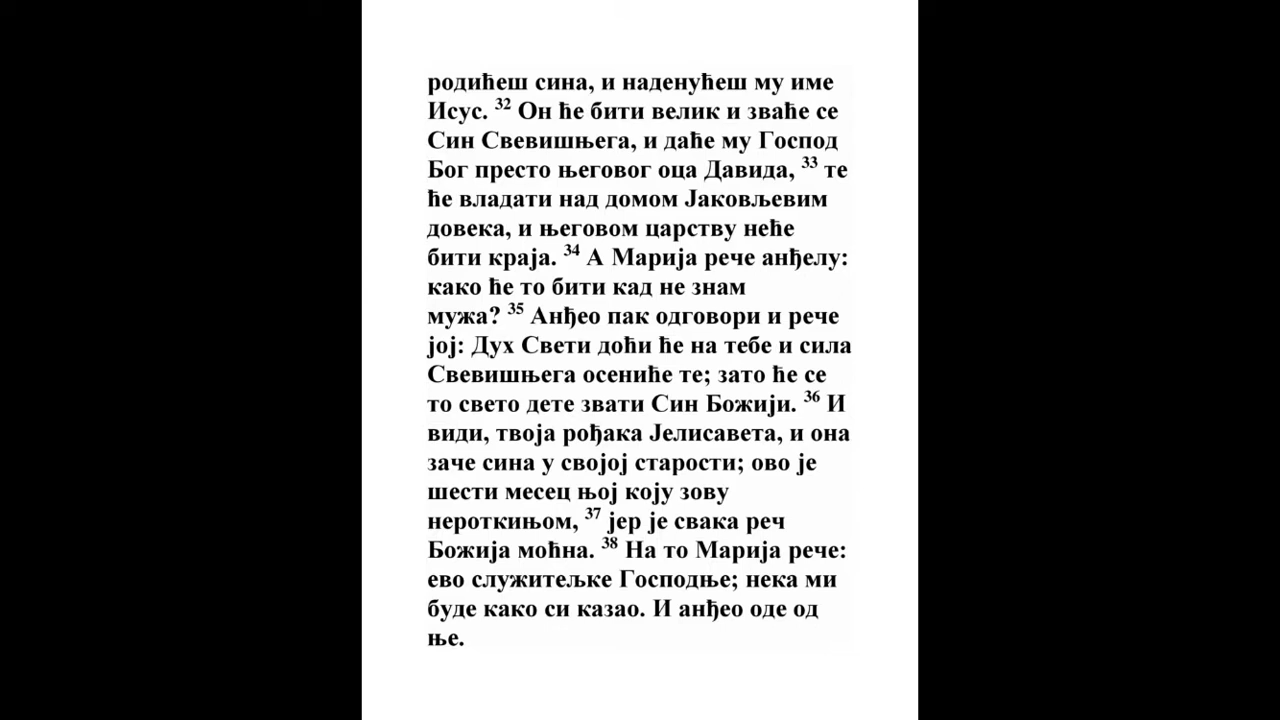 родићеш сина, и наденућеш му име
Исус. 32 Он ће бити велик и зваће се
Син Свевишњега, и даће му Господ
Бог престо његовог оца Давида, 33 те
ће владати над домом Јаковљевим
довека, и његовом царству неће
бити краја. 34 А Марија рече анђелу:
како ће то бити кад не знам
мужа? 35 Анђео пак одговори и рече
јој: Дух Свети доћи ће на тебе и сила
Свевишњега осениће те; зато ће се
то свето дете звати Син Божији. 36 И
види, твоја рођака Јелисавета, и она
заче сина у својој старости; ово је
шести месец њој коју зову
нероткињом, 37 јер је свака реч
Божија моћна. 38 На то Марија рече:
ево служитељке Господње; нека ми
буде како си казао. И анђео оде од
ње.